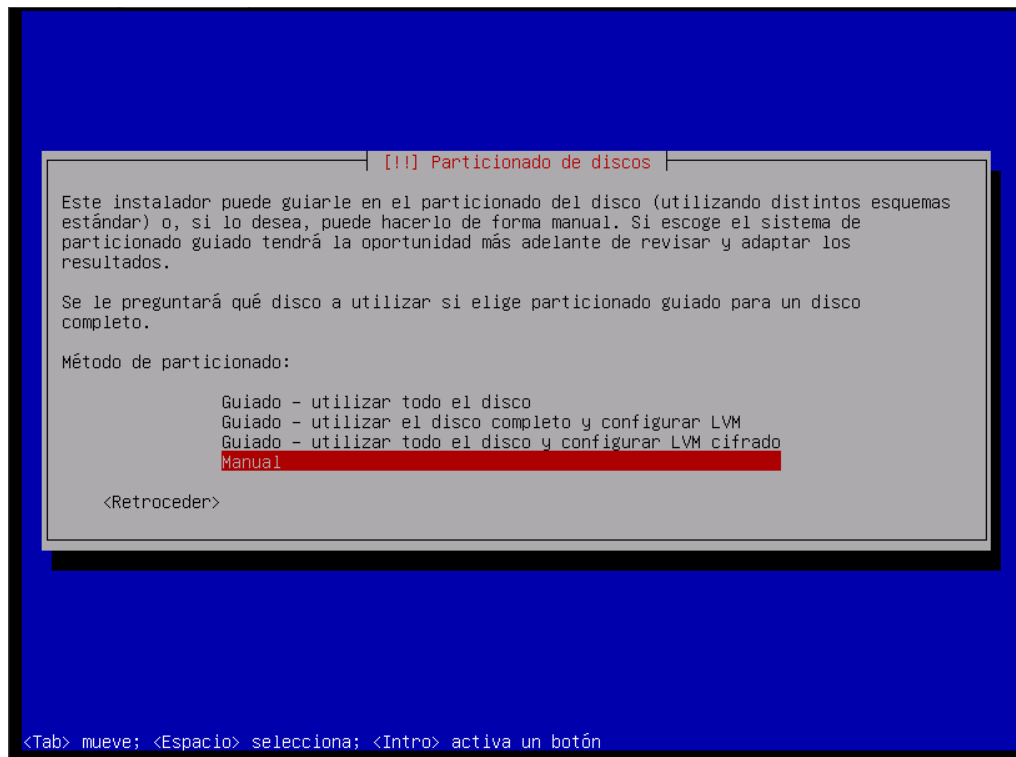 [!!] Particionado de discos
Este instalador puede guiarle en el particionado del disco (utilizando distintos esquemas
estándar) o, si lo desea, puede hacerlo de forma manual. Si escoge el sistema de
particionado guiado tendrá la oportunidad más adelante de revisar y adaptar los
resultados.
Se le preguntará qué disco a utilizar si elige particionado guiado para un disco
completo.
Método de particionado:
Guiado - utilizar todo el disco
Guiado - utilizar el disco completo y configurar LVM
Guiado - utilizar todo el disco y configurar LVM cifrado
Manual
<Retroceder>
<Tab> mueve; <Espacio> selecciona; <Intro> activa un botón